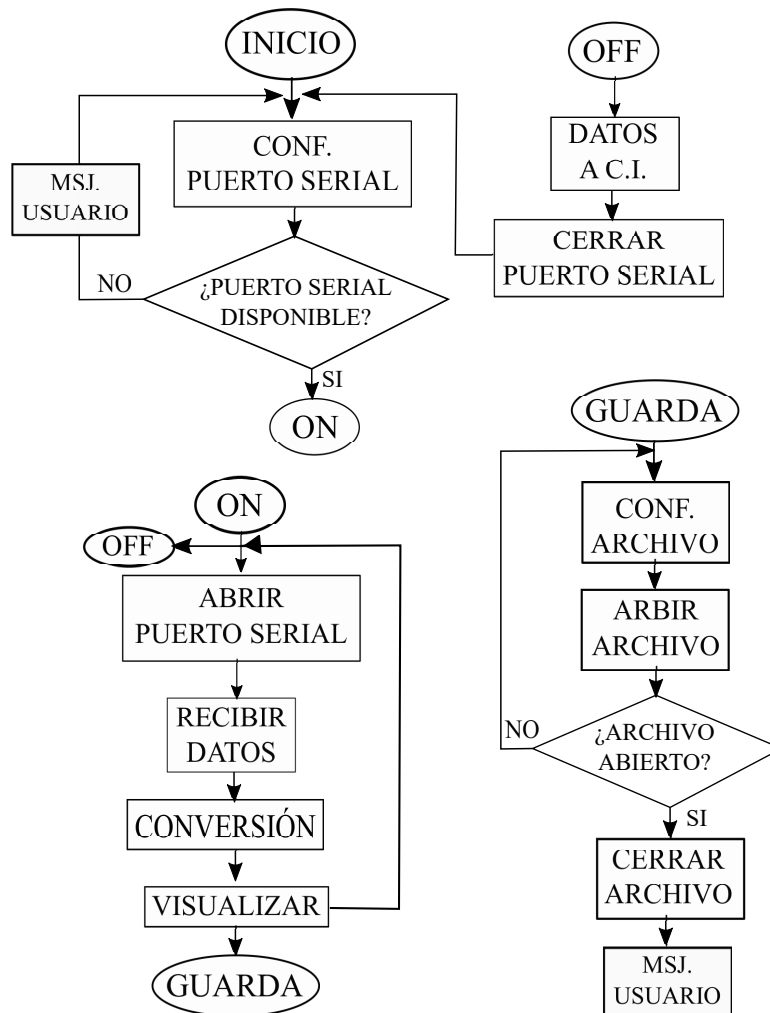 INICIO
CONF.
PUERTO SERIAL
MSJ.
USUARIO
NO
¿PUERTO SERIAL
DISPONIBLE?
SI
ON
OFF
DATOS
A C.I.
CERRAR
PUERTO SERIAL
ON
OFF
ABRIR
PUERTO SERIAL
RECIBIR
DATOS
CONVERSIÓN
VISUALIZAR
GUARDA
GUARDA
CONF.
ARCHIVO
ARBIR
ARCHIVO
NO
¿ARCHIVO
ABIERTO?
SI
CERRAR
ARCHIVO
MSJ.
USUARIO